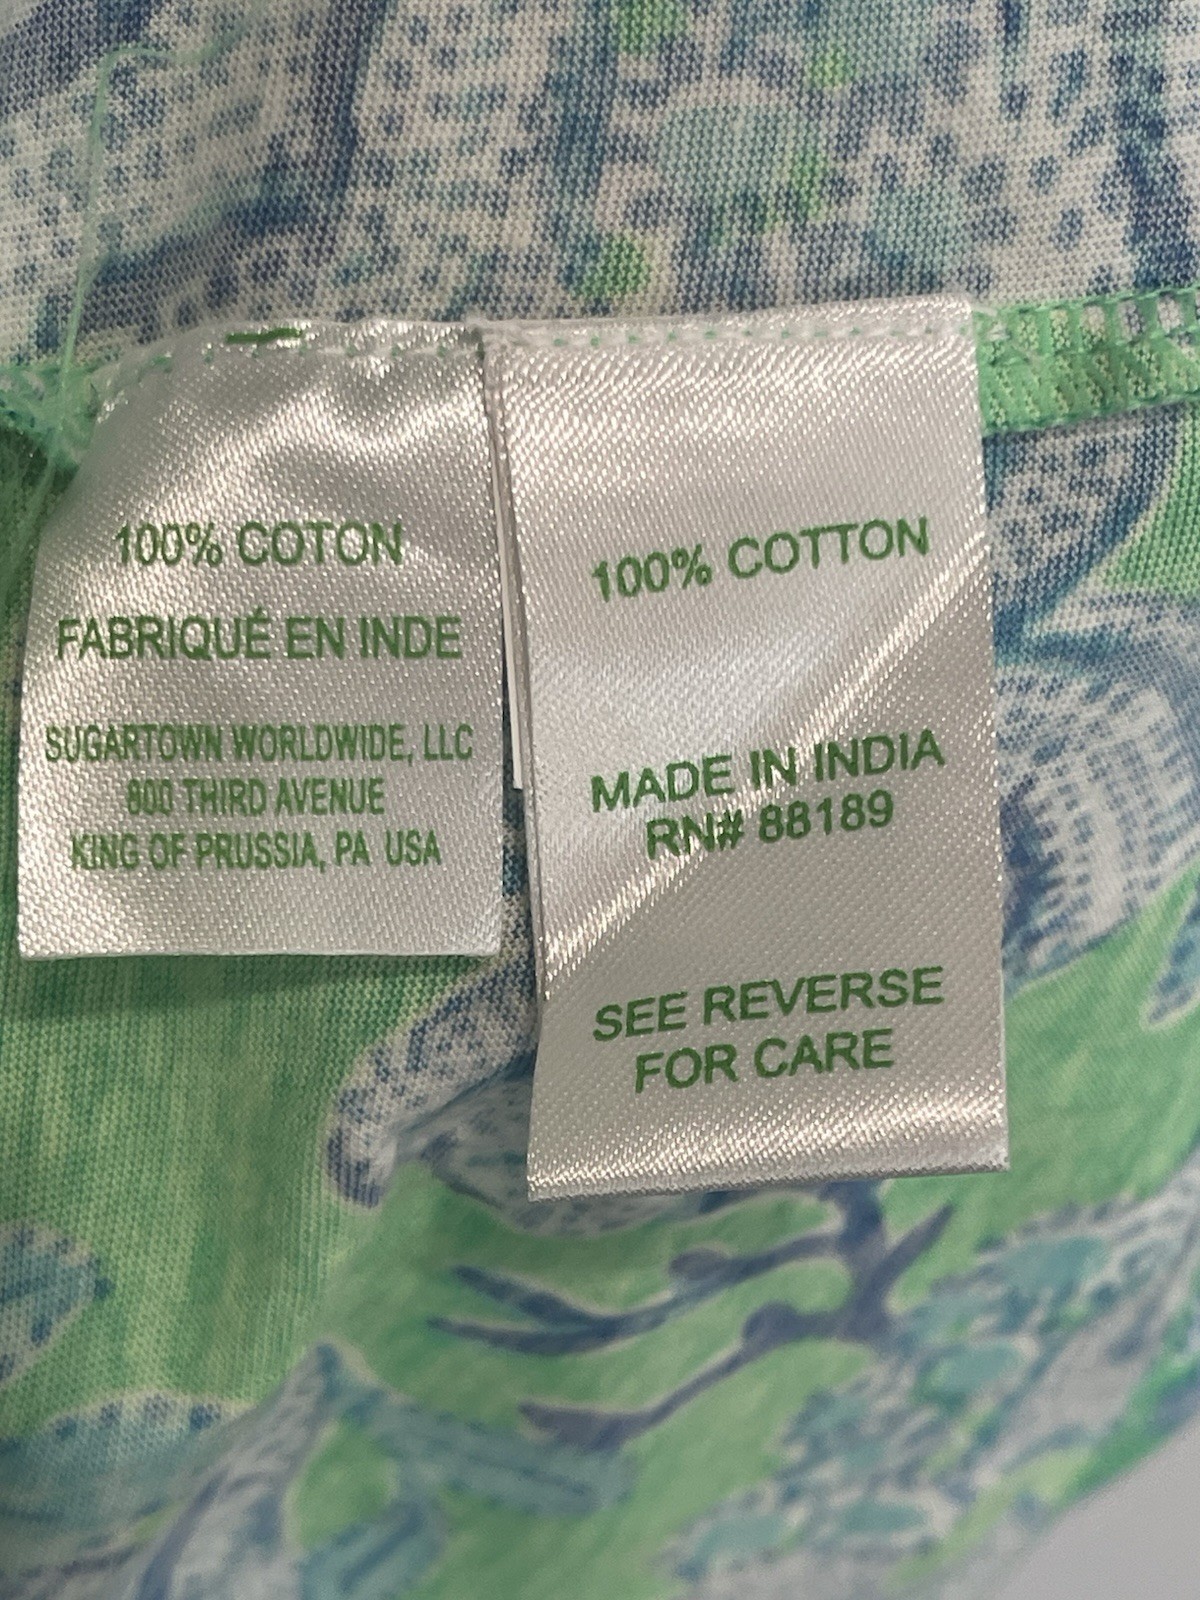 100% COTON
FABRIQUÉ EN INDE
SUGARTOWN WORLDWIDE, LLC
800 THIRD AVENUE
KING OF PRUSSIA, PA USA
100% COTTON
MADE IN INDIA
RN# 88189
SEE REVERSE
FOR CARE